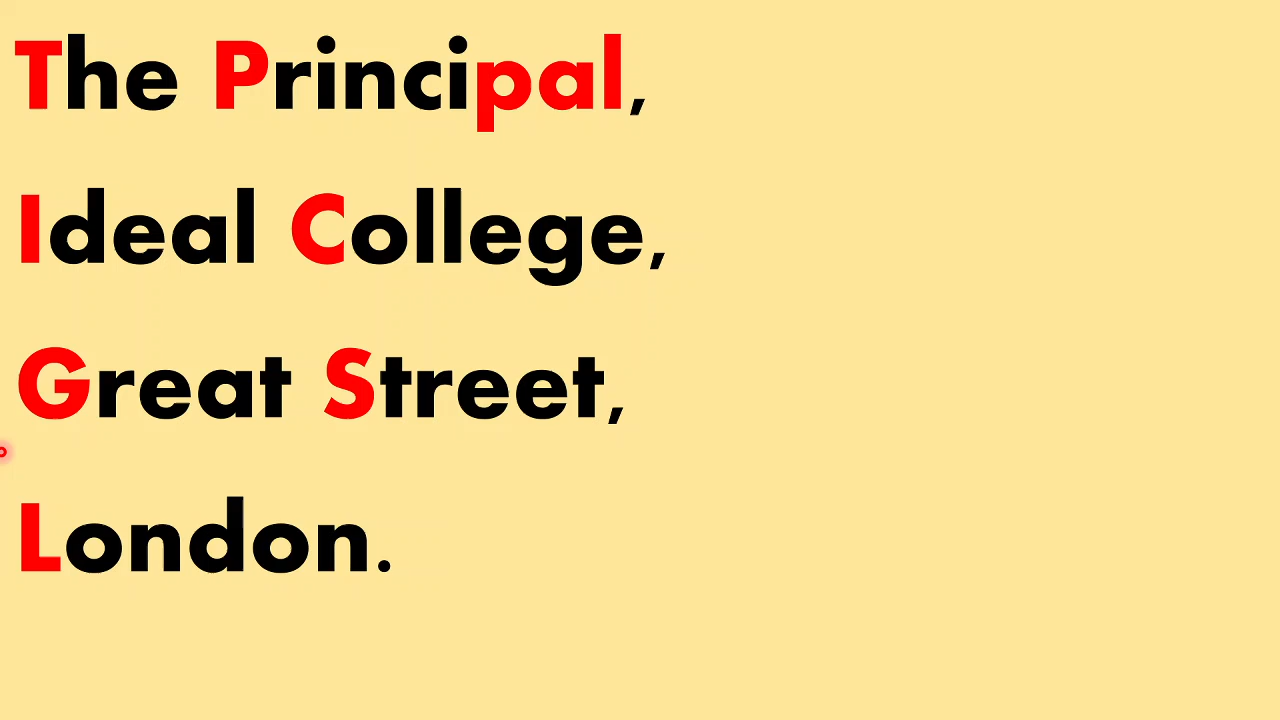 The Principal,
Ideal College,
Great Street,
London.